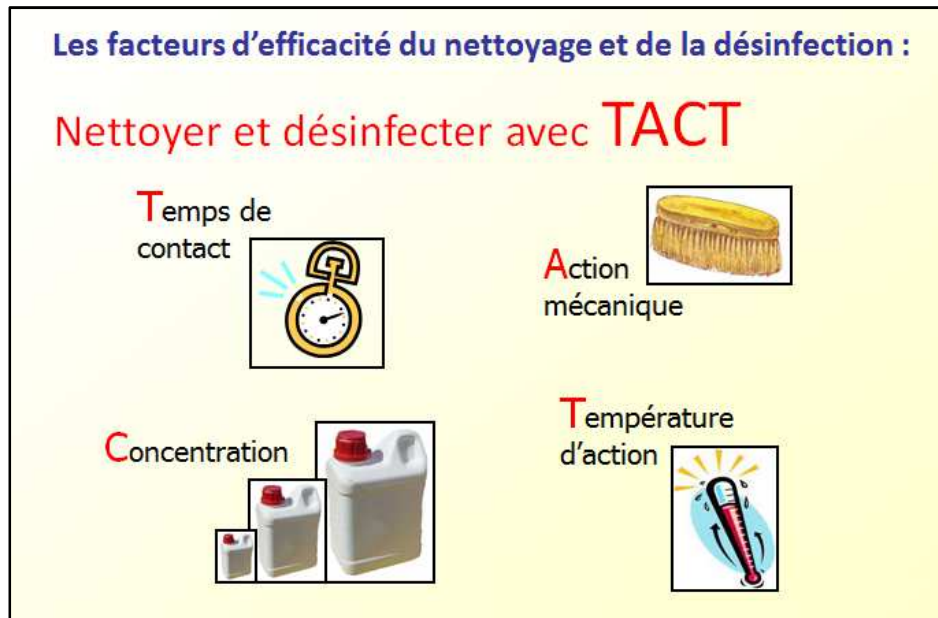 Les facteurs d'efficacité du nettoyage et de la désinfection :
Nettoyer et désinfecter avec TACT
Temps de
contact
Action
mécanique
Concentration
Température
d'action